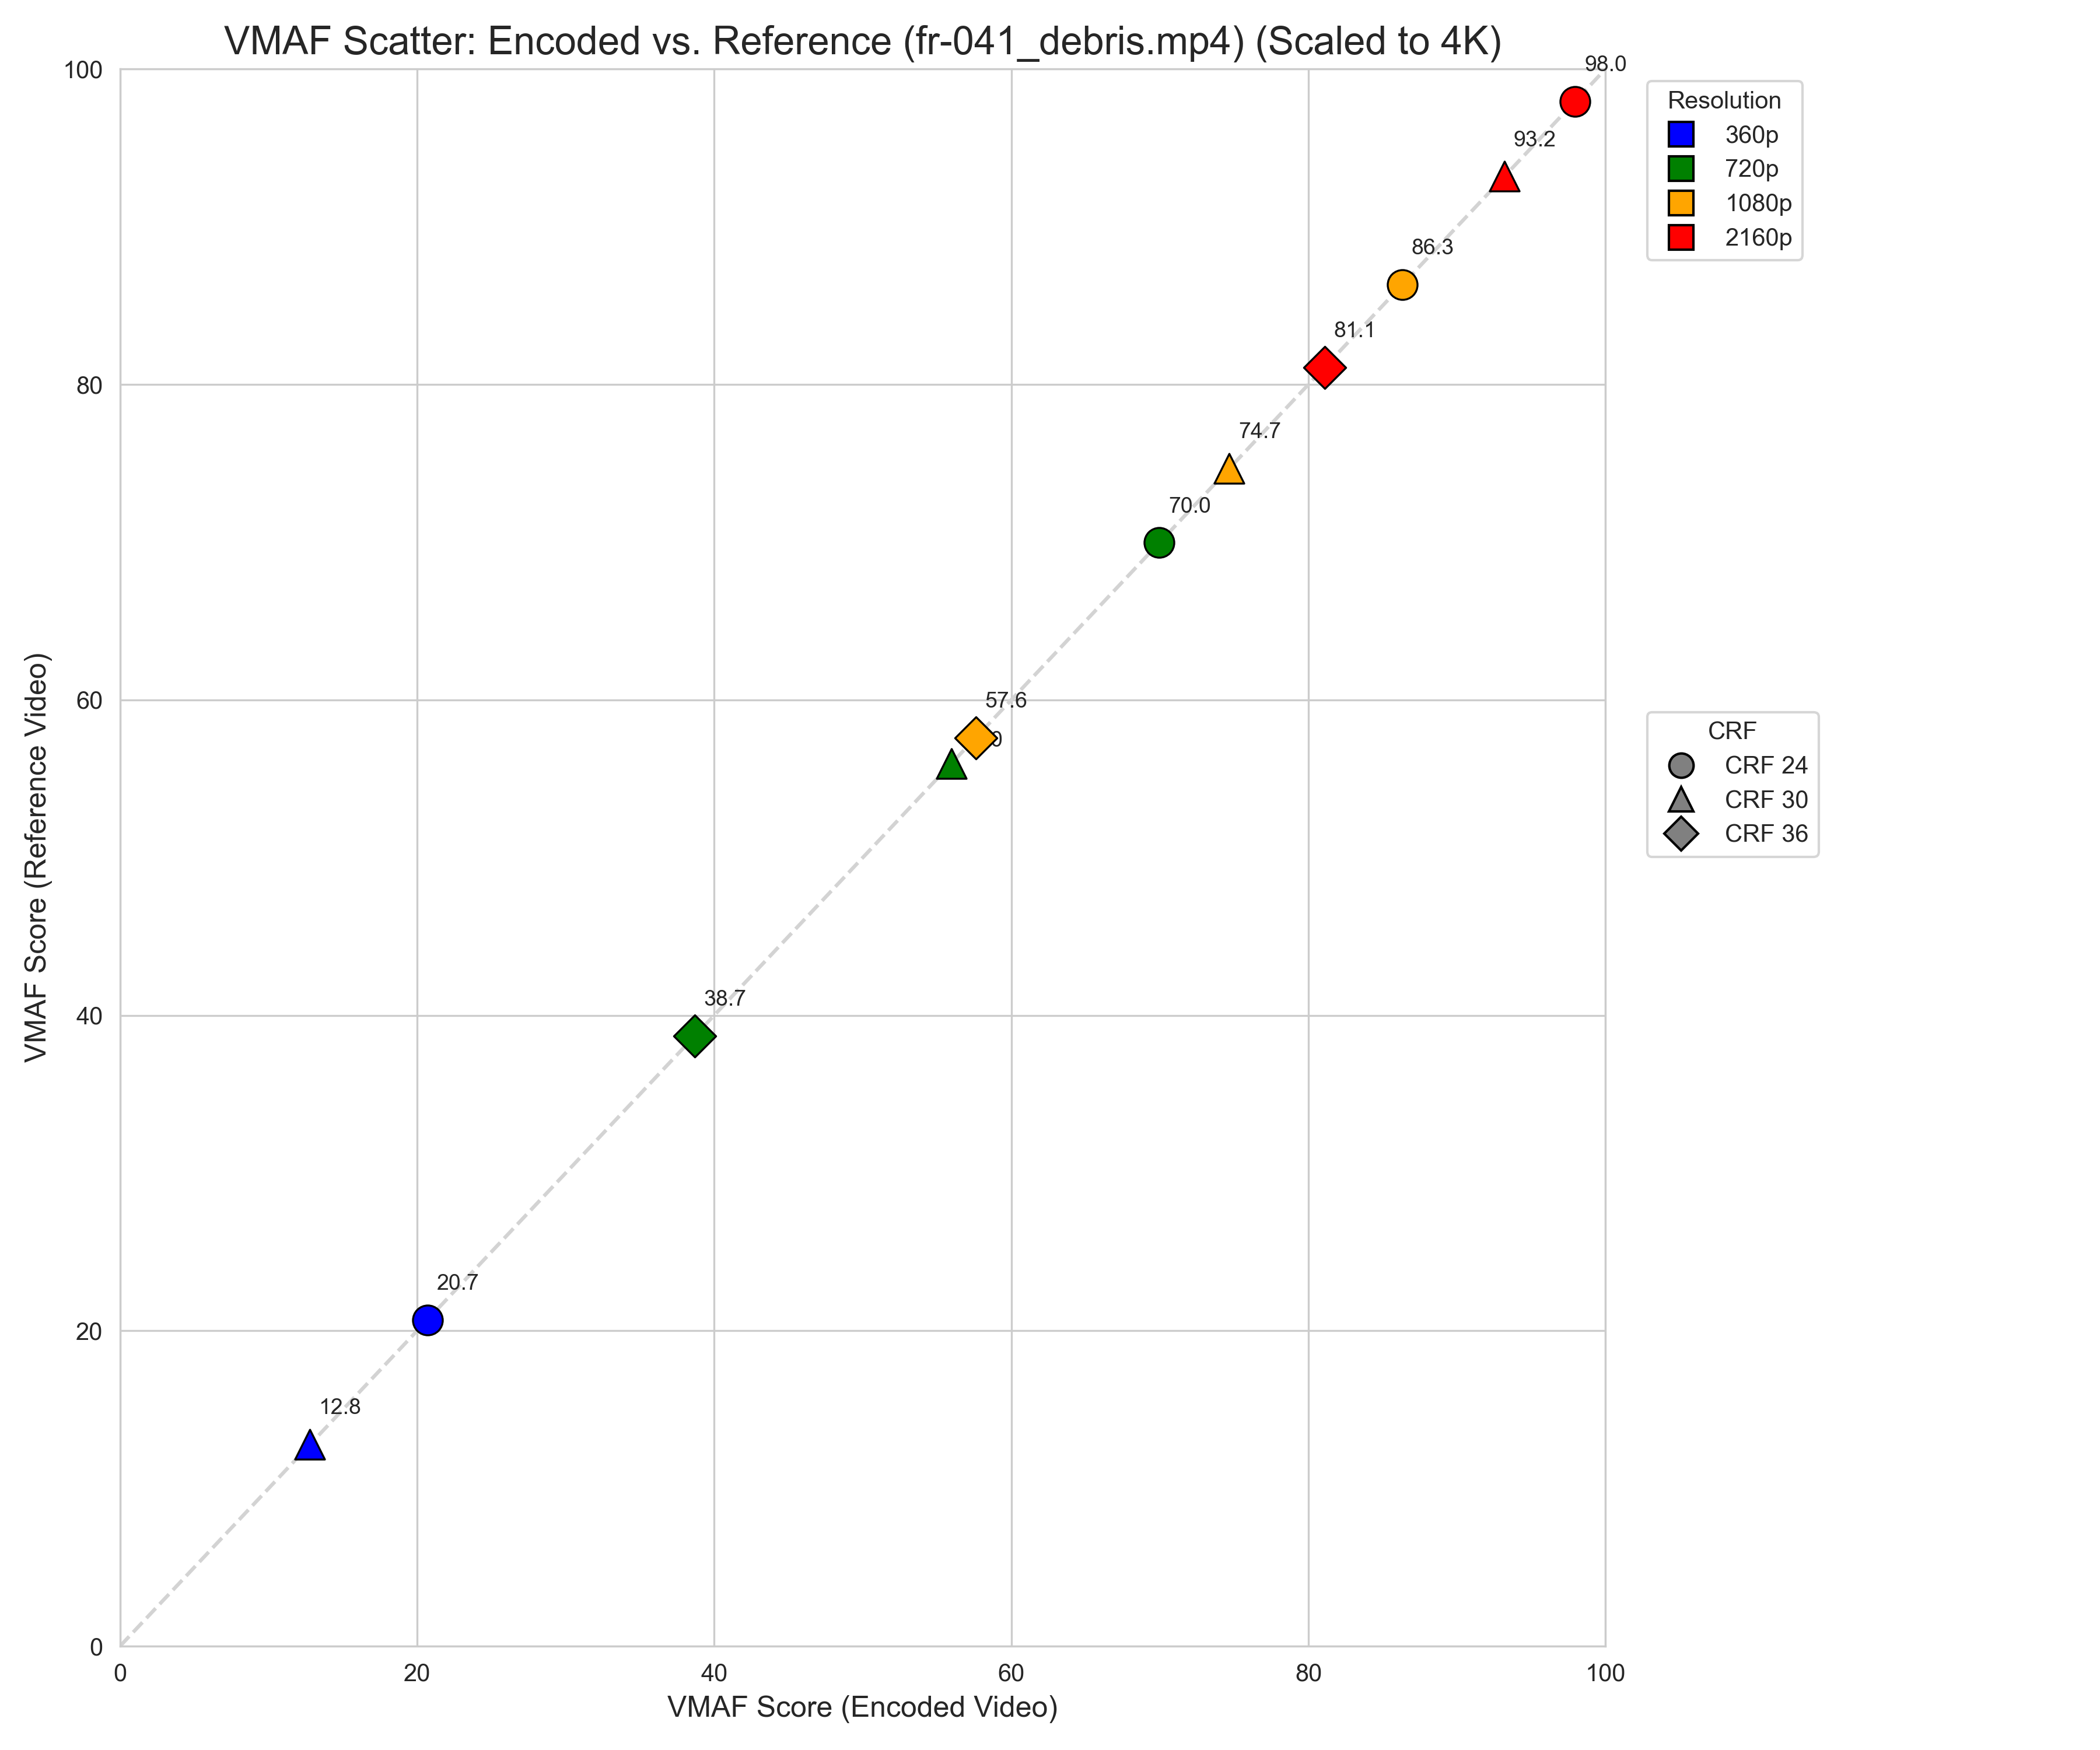 VMAF Scatter: Encoded vs. Reference (fr-041_debris.mp4) (Scaled to 4K)
100
98.0
93.2
86.3
81.1
80
74.7
70.0
60
57.6
0
40
38.7
20.7
20
12.8
0
0 20 40 60 80 100
VMAF Score (Encoded Video)
VMAF Score (Reference Video)
Resolution
360p
720p
1080p
2160p
CRF
CRF 24
CRF 30
CRF 36